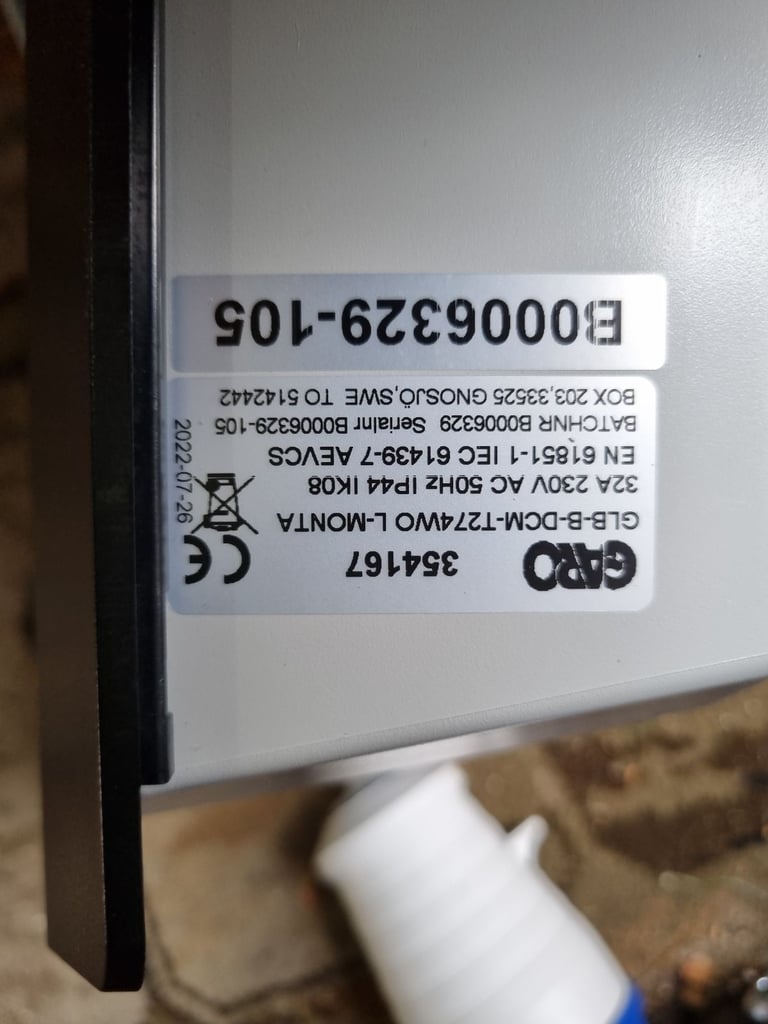 GARO 354167 CE
GLB-B-DCM-T274WO L-MONTA
32A 230V AC 50Hz IP44 IK08
EN 61851-1 IEC 61439-7 AEVCS
BATCHNR B0006329 Serialnr B0006329-105
BOX 203,33525 GNOSJÖ,SWE TO 5142442
2022-07-26
B0006329-105